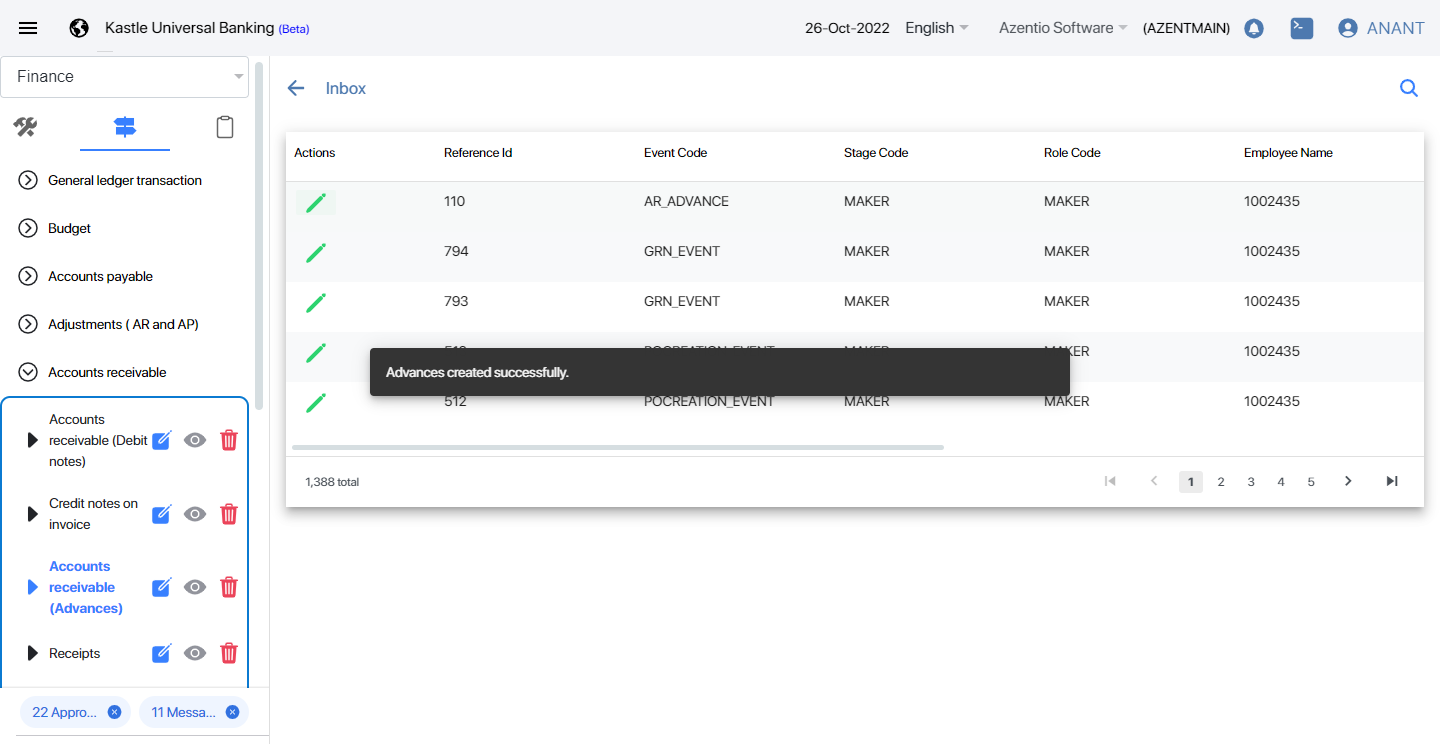 Kastle Universal Banking (Beta)
26-Oct-2022
English
Azentio Software
(AZENTMAIN)
ANANT
Finance
General ledger transaction
Budget
Accounts payable
Adjustments ( AR and AP)
Accounts receivable
Accounts
receivable (Debit
notes)
Credit notes on
invoice
Accounts
receivable
(Advances)
Receipts
22 Appro...
11 Messa...
Inbox
Actions Reference Id Event Code Stage Code Role Code Employee Name
110 AR_ADVANCE MAKER MAKER 1002435
794 GRN_EVENT MAKER MAKER 1002435
793 GRN_EVENT MAKER MAKER 1002435
POCREATION_EVENT MAKER MAKER 1002435
Advances created successfully.
512 POCREATION_EVENT MAKER MAKER 1002435
1,388 total
1 2 3 4 5